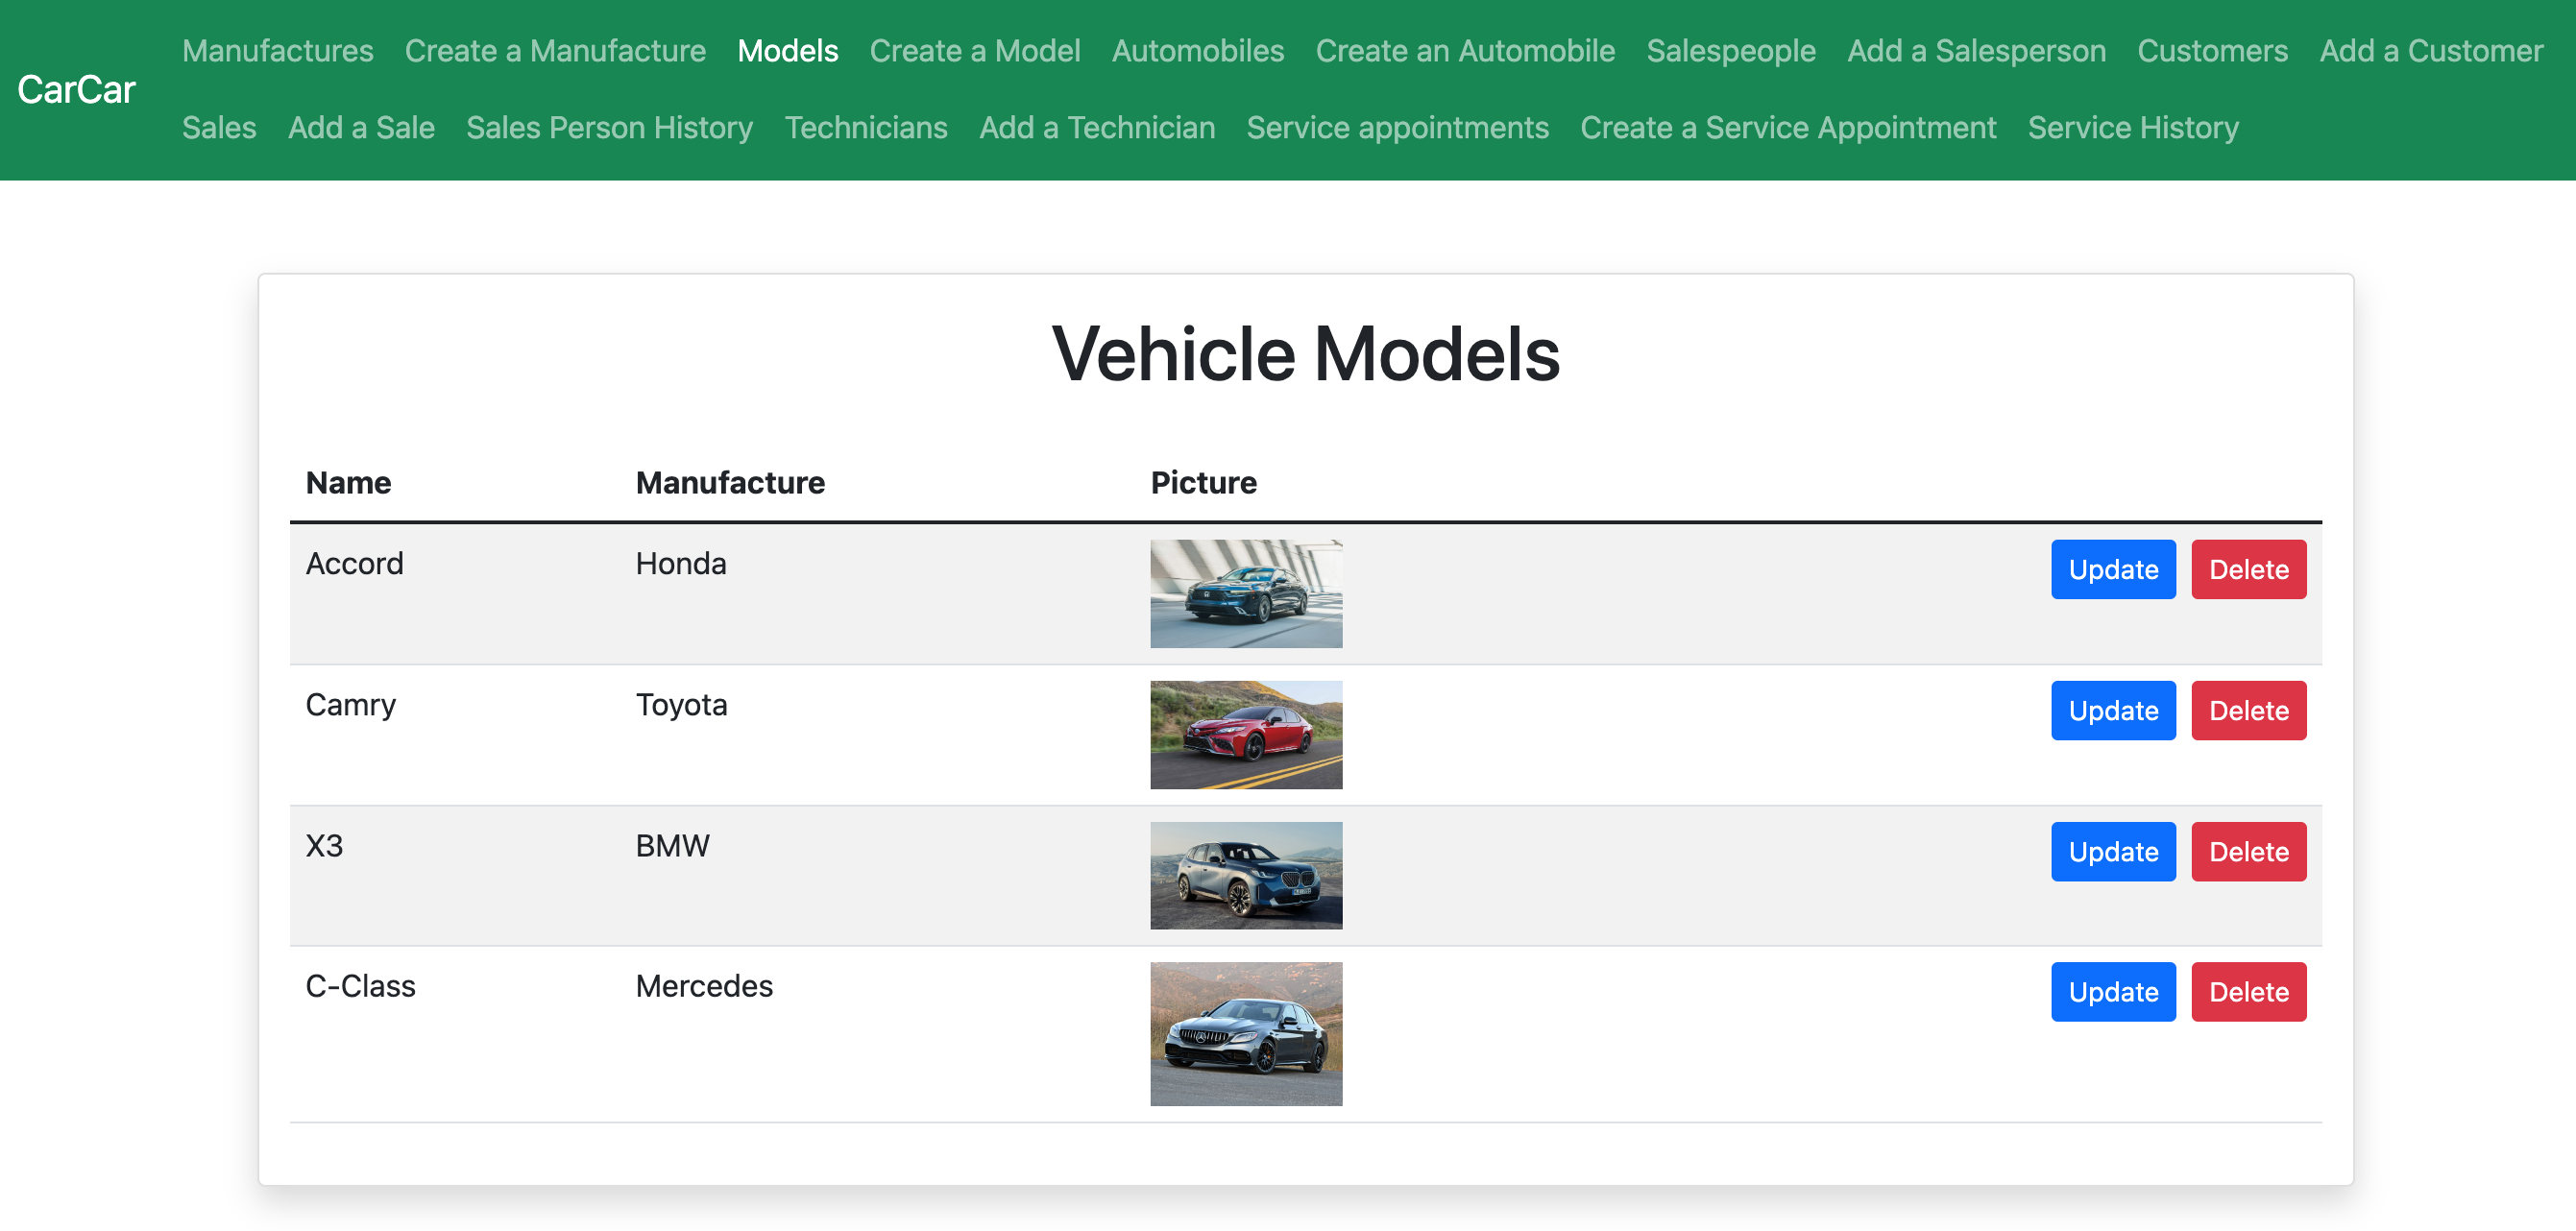 CarCar
Manufactures Create a Manufacture Models Create a Model Automobiles Create an Automobile Salespeople Add a Salesperson Customers Add a Customer
Sales Add a Sale Sales Person History Technicians Add a Technician Service appointments Create a Service Appointment Service History
Vehicle Models
Name Manufacture Picture
Accord Honda Update Delete
Camry Toyota Update Delete
X3 BMW Update Delete
C-Class Mercedes Update Delete